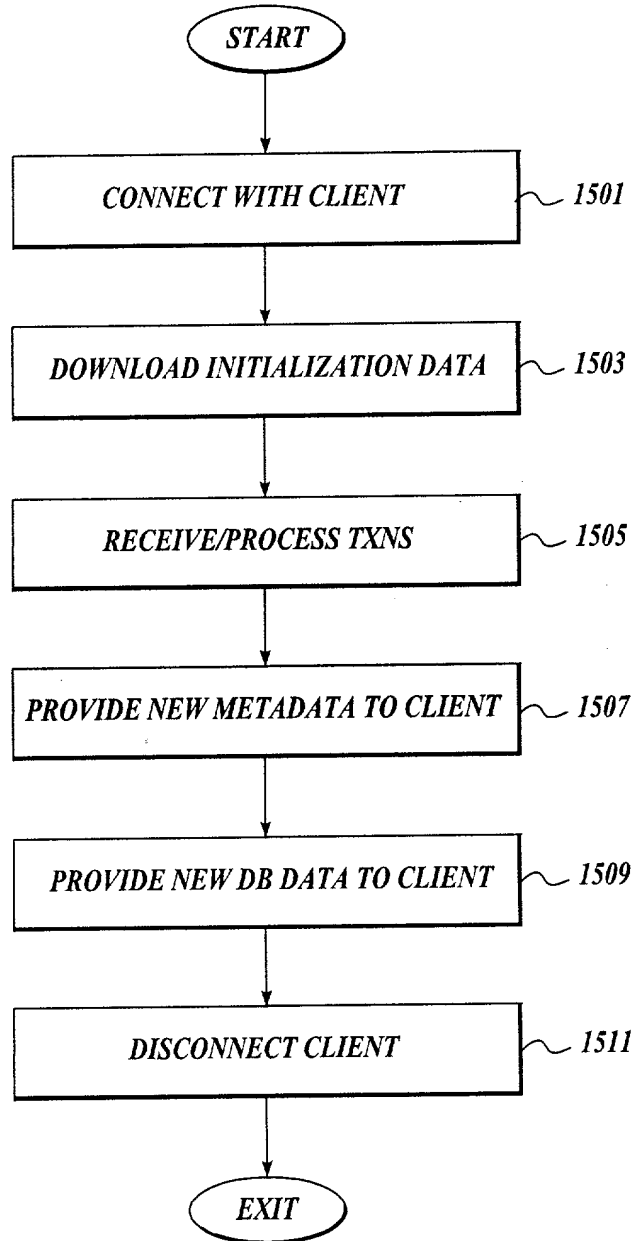 START
CONNECT WITH CLIENT 1501
DOWNLOAD INITIALIZATION DATA 1503
RECEIVE/PROCESS TXNS 1505
PROVIDE NEW METADATA TO CLIENT 1507
PROVIDE NEW DB DATA TO CLIENT 1509
DISCONNECT CLIENT 1511
EXIT